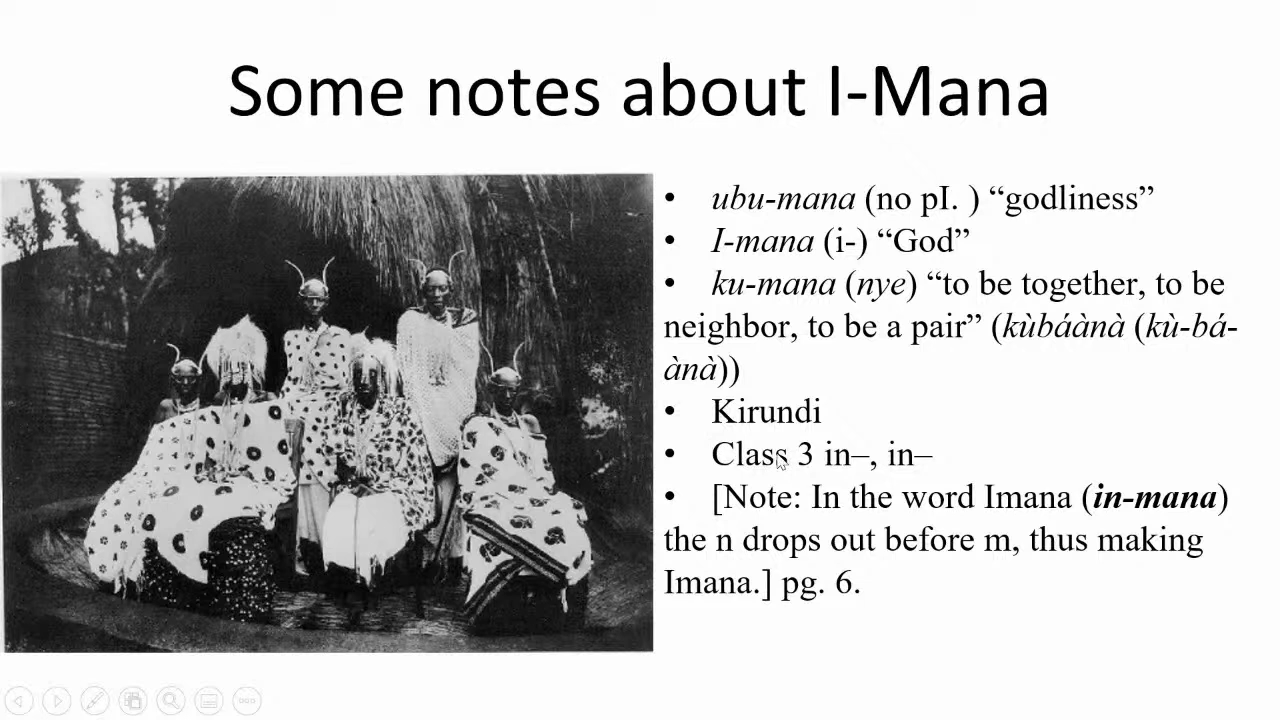 Some notes about I-Mana
• ubu-mana (no pI. ) “godliness”
• I-mana (i-) “God”
• ku-mana (nye) “to be together, to be
neighbor, to be a pair” (kùbáànà (kù-bá-
ànà))
• Kirundi
• Class 3 in–, in–
• [Note: In the word Imana (in-mana)
the n drops out before m, thus making
Imana.] pg. 6.